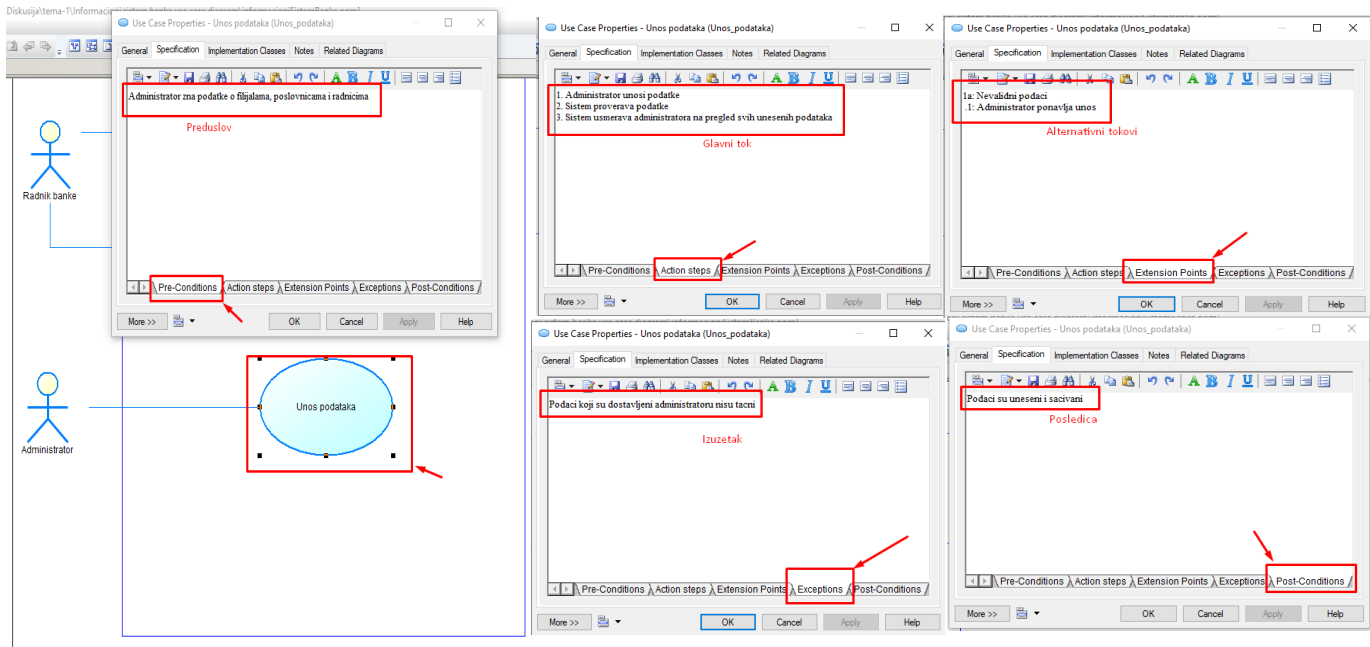 Diskusija\tema-1\Informacioni sistem banke use case dijagrami\informacioniSistemBanke.oom]
Use Case Properties - Unos podataka (Unos_podataka)
General Specification Implementation Classes Notes Related Diagrams
Administrator zna podatke o filijalama, poslovnicama i radnicima
Preduslov
Pre-Conditions Action steps Extension Points Exceptions Post-Conditions
More >> OK Cancel Apply Help
Radnik banke
Unos podataka
Administrator
Use Case Properties - Unos podataka (Unos_podataka)
General Specification Implementation Classes Notes Related Diagrams
1. Administrator unosi podatke
2. Sistem proverava podatke
3. Sistem usmerava administratora na pregled svih unesenih podataka
Glavni tok
Pre-Conditions Action steps Extension Points Exceptions Post-Conditions
More >> OK Cancel Apply Help
Use Case Properties - Unos podataka (Unos_podataka)
General Specification Implementation Classes Notes Related Diagrams
1a: Nevalidni podaci
.1: Administrator ponavlja unos
Alternativni tokovi
Pre-Conditions Action steps Extension Points Exceptions Post-Conditions
More >> OK Cancel Apply Help
Use Case Properties - Unos podataka (Unos_podataka)
General Specification Implementation Classes Notes Related Diagrams
Podaci koji su dostavljeni administratoru nisu tacni
Izuzetak
Pre-Conditions Action steps Extension Points Exceptions Post-Conditions
More >> OK Cancel Apply Help
Use Case Properties - Unos podataka (Unos_podataka)
General Specification Implementation Classes Notes Related Diagrams
Podaci su uneseni i sacivani
Posledica
Pre-Conditions Action steps Extension Points Exceptions Post-Conditions
More >> OK Cancel Apply Help